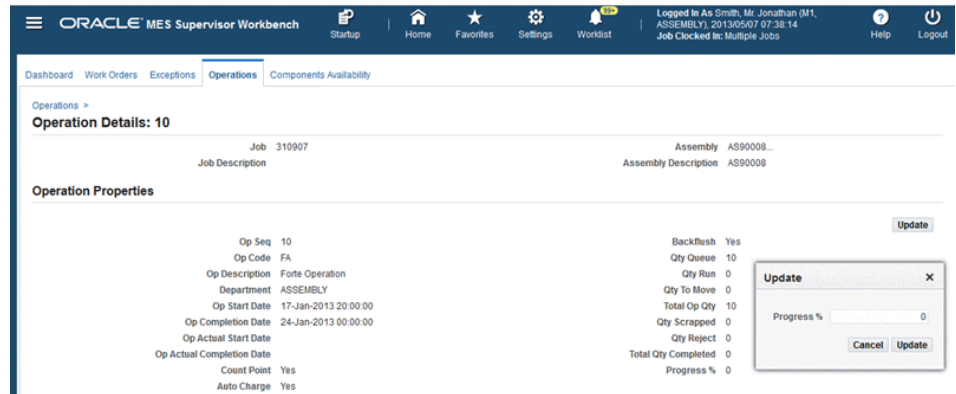 ORACLE MES Supervisor Workbench
Startup
Home
Favorites
Settings
99+
Worklist
Logged In As Smith, Mr. Jonathan (M1,
ASSEMBLY), 2013/05/07 07:38:14
Job Clocked In: Multiple Jobs
Help
Logout
Dashboard Work Orders Exceptions Operations Components Availability
Operations >
Operation Details: 10
Job 310907 Assembly AS90008...
Job Description Assembly Description AS90008
Operation Properties
Update
Op Seq 10
Op Code FA
Op Description Forte Operation
Department ASSEMBLY
Op Start Date 17-Jan-2013 20:00:00
Op Completion Date 24-Jan-2013 00:00:00
Op Actual Start Date
Op Actual Completion Date
Count Point Yes
Auto Charge Yes
Backflush Yes
Qty Queue 10
Qty Run 0
Qty To Move 0
Total Op Qty 10
Qty Scrapped 0
Qty Reject 0
Total Qty Completed 0
Progress % 0
Update ×
Progress % 0
Cancel Update